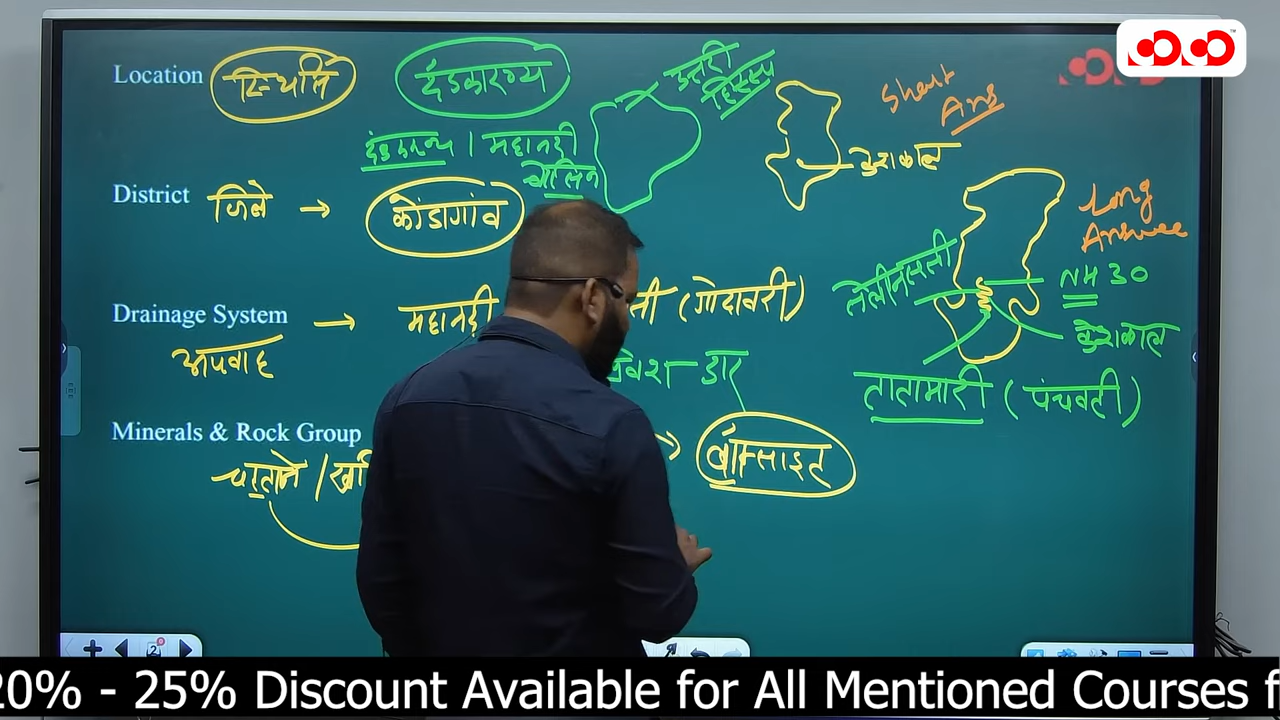 Location स्थिति दंडकारण्य उत्तरी हिस्सा
Short
Ans
दंडकारण्य / महानदी
बेसिन
केशकाल
District जिले → कोंडागांव
Long
Answer
NH 30
केशकाल
Drainage System → महानदी (गोदावरी)
अपवाह
टाटामारी (पंचवटी)
Minerals & Rock Group
चट्टाने / → बॉक्साइट
20% - 25% Discount Available for All Mentioned Courses f